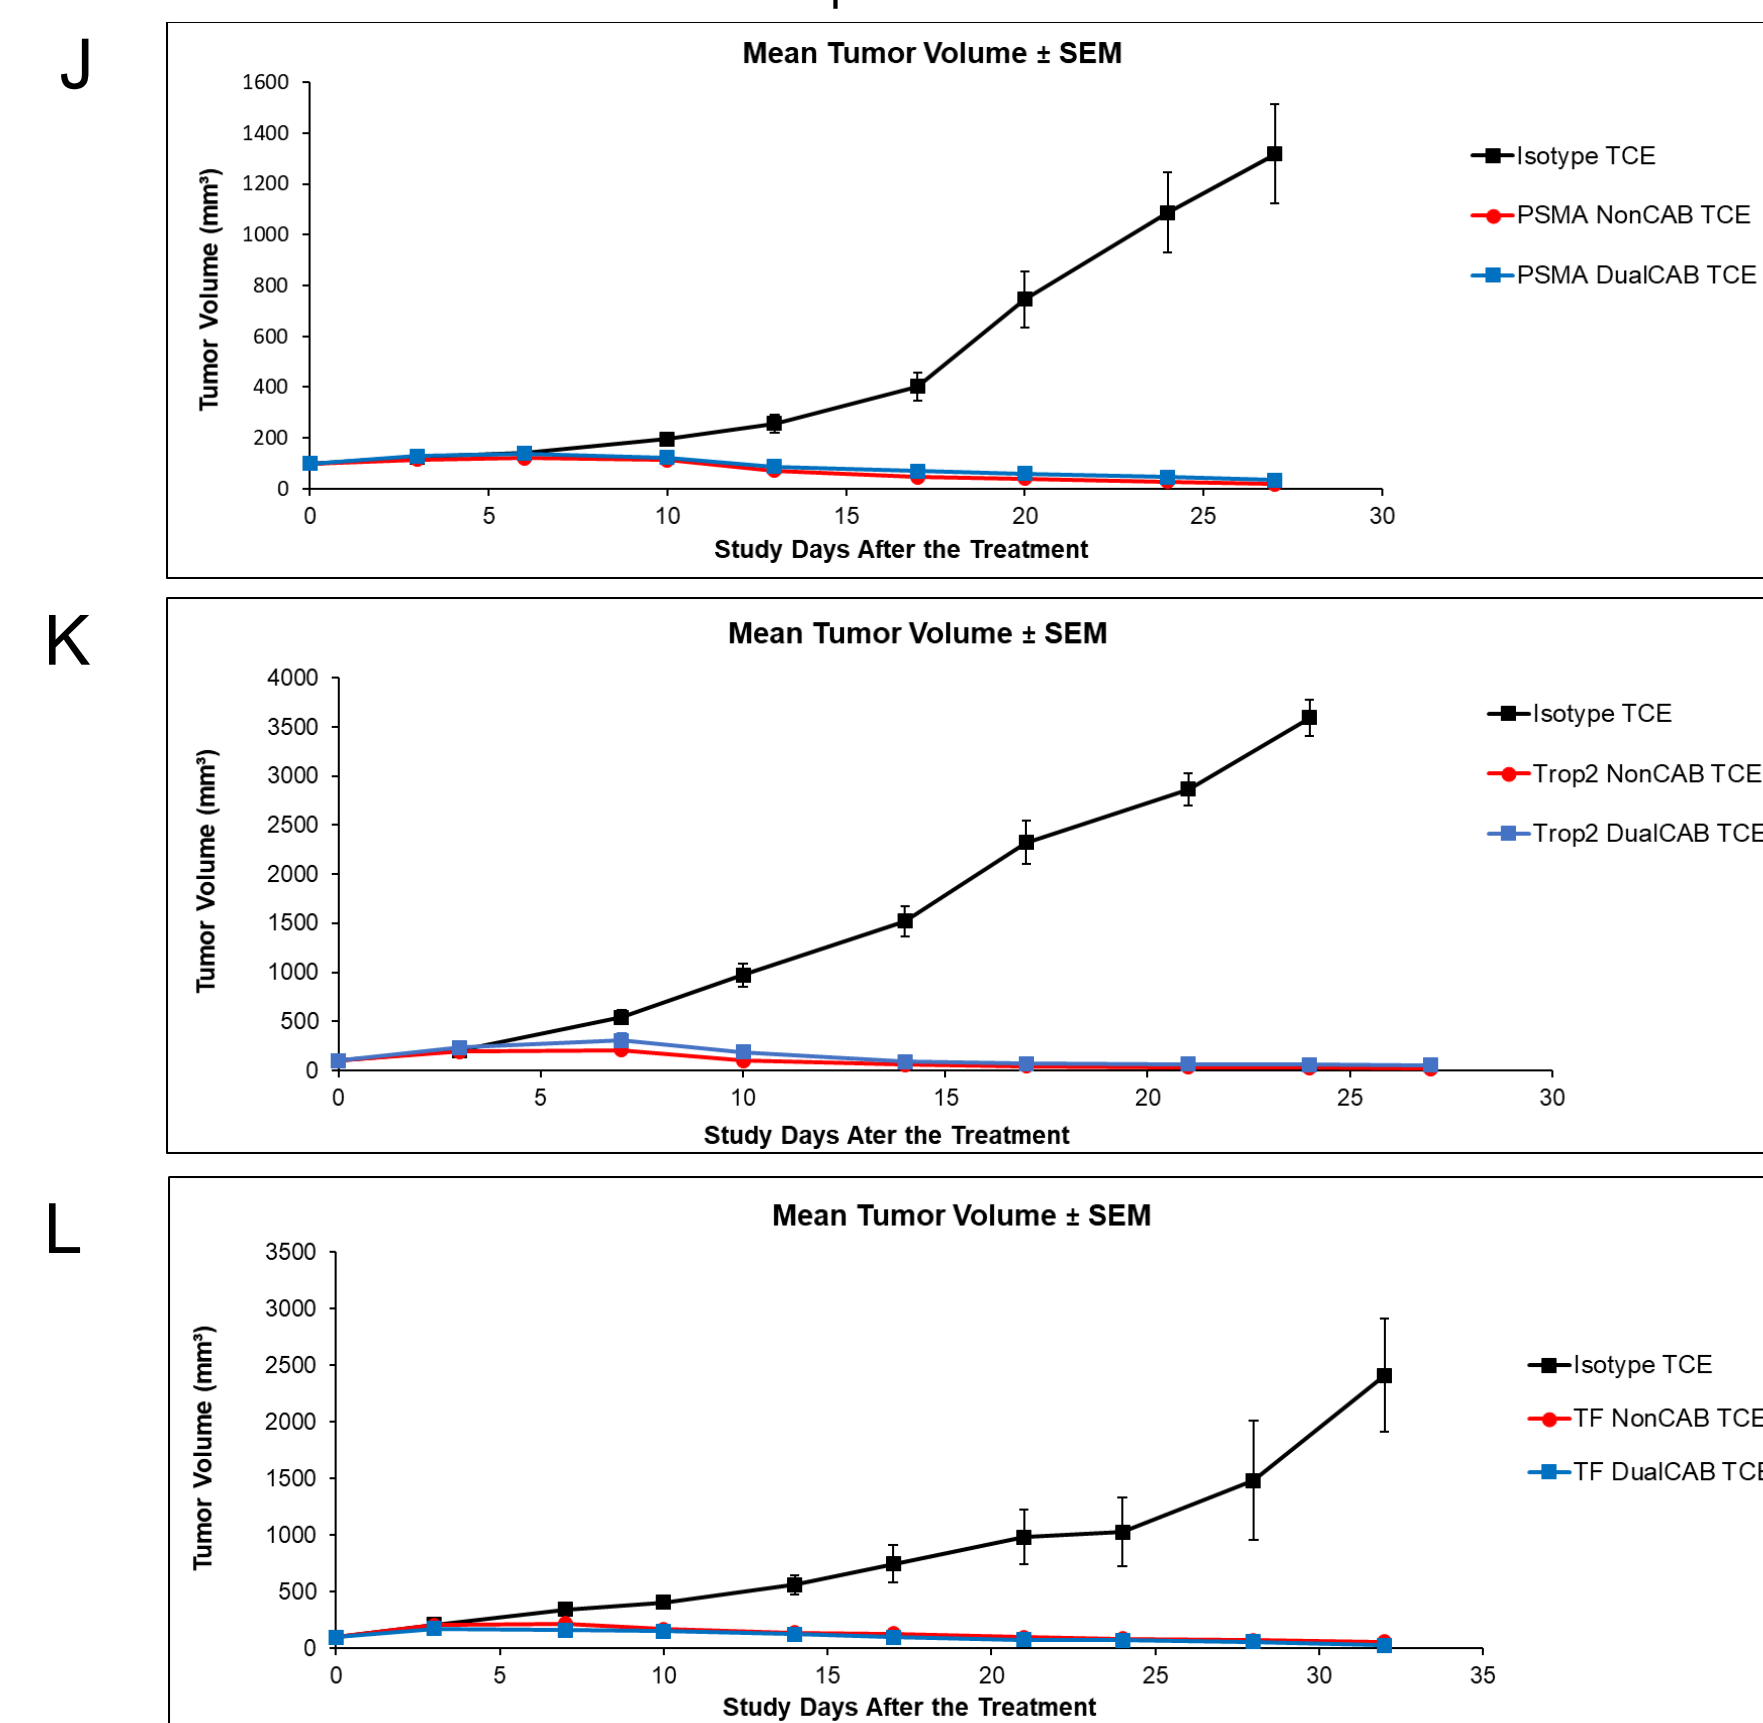 J
Mean Tumor Volume ± SEM
1600
1400
1200
1000
800
600
400
200
0
Tumor Volume (mm³)
0 5 10 15 20 25 30
Study Days After the Treatment
Isotype TCE
PSMA NonCAB TCE
PSMA DualCAB TCE
K
Mean Tumor Volume ± SEM
4000
3500
3000
2500
2000
1500
1000
500
0
Tumor Volume (mm³)
0 5 10 15 20 25 30
Study Days Ater the Treatment
Isotype TCE
Trop2 NonCAB TCE
Trop2 DualCAB TCE
L
Mean Tumor Volume ± SEM
3500
3000
2500
2000
1500
1000
500
0
Tumor Volume (mm³)
0 5 10 15 20 25 30 35
Study Days After the Treatment
Isotype TCE
TF NonCAB TCE
TF DualCAB TCE